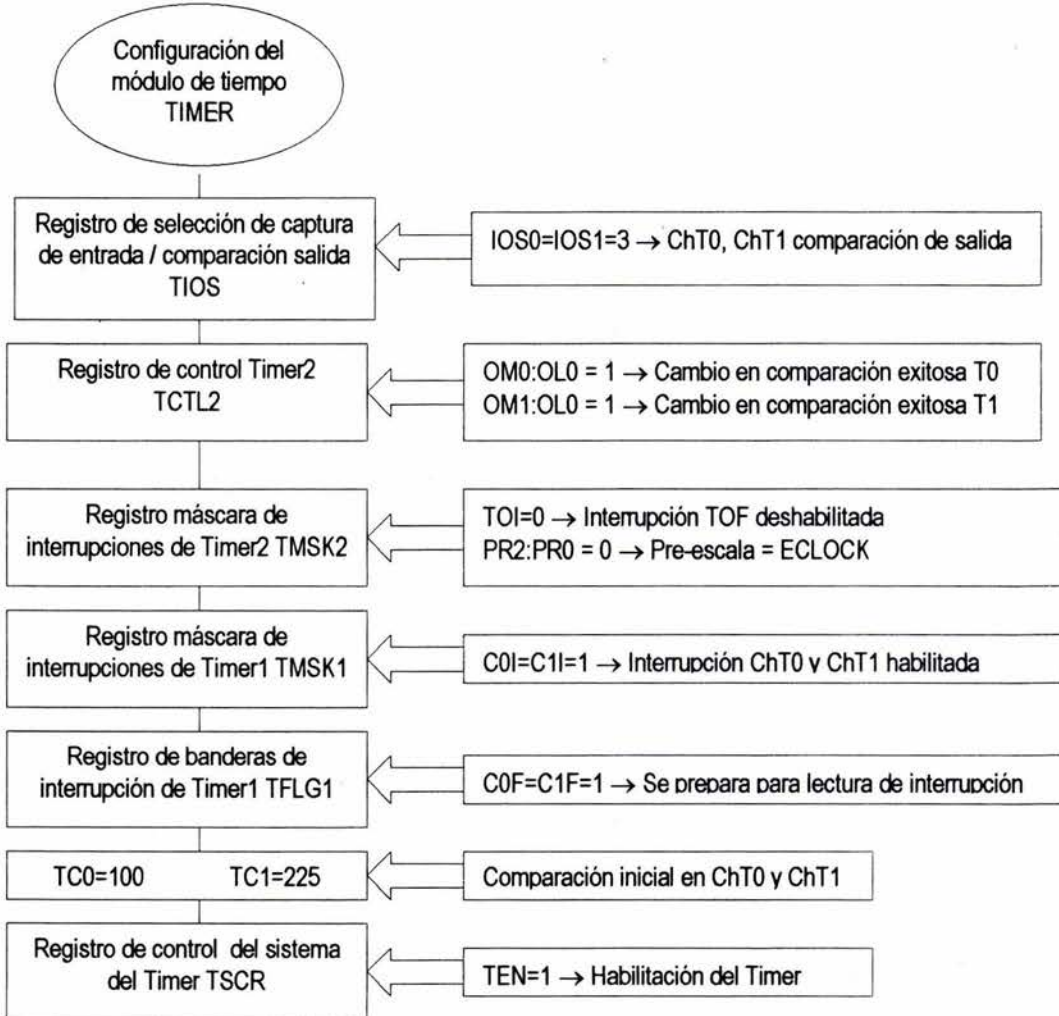 Configuración del
módulo de tiempo
TIMER
Registro de selección de captura
de entrada / comparación salida
TIOS
IOS0=IOS1=3 → ChT0, ChT1 comparación de salida
Registro de control Timer2
TCTL2
OM0:OL0 = 1 → Cambio en comparación exitosa T0
OM1:OL0 = 1 → Cambio en comparación exitosa T1
Registro máscara de
interrupciones de Timer2 TMSK2
TOI=0 → Interrupción TOF deshabilitada
PR2:PR0 = 0 → Pre-escala = ECLOCK
Registro máscara de
interrupciones de Timer1 TMSK1
C0I=C1I=1 → Interrupción ChT0 y ChT1 habilitada
Registro de banderas de
interrupción de Timer1 TFLG1
C0F=C1F=1 → Se prepara para lectura de interrupción
TC0=100 TC1=225
Comparación inicial en ChT0 y ChT1
Registro de control del sistema
del Timer TSCR
TEN=1 → Habilitación del Timer